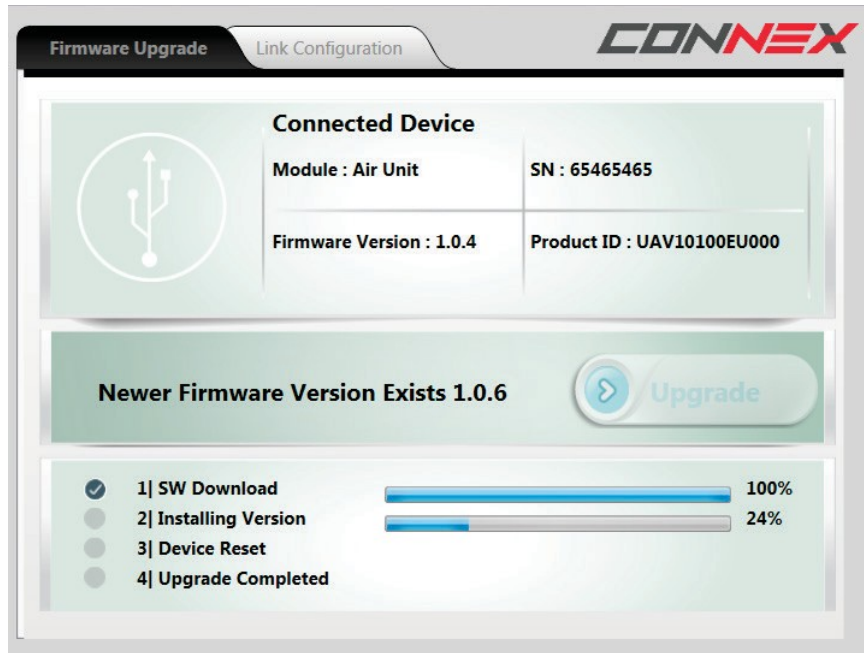 Firmware Upgrade Link Configuration CONNEX
Connected Device
Module : Air Unit SN : 65465465
Firmware Version : 1.0.4 Product ID : UAV10100EU000
Newer Firmware Version Exists 1.0.6 Upgrade
1| SW Download 100%
2| Installing Version 24%
3| Device Reset
4| Upgrade Completed